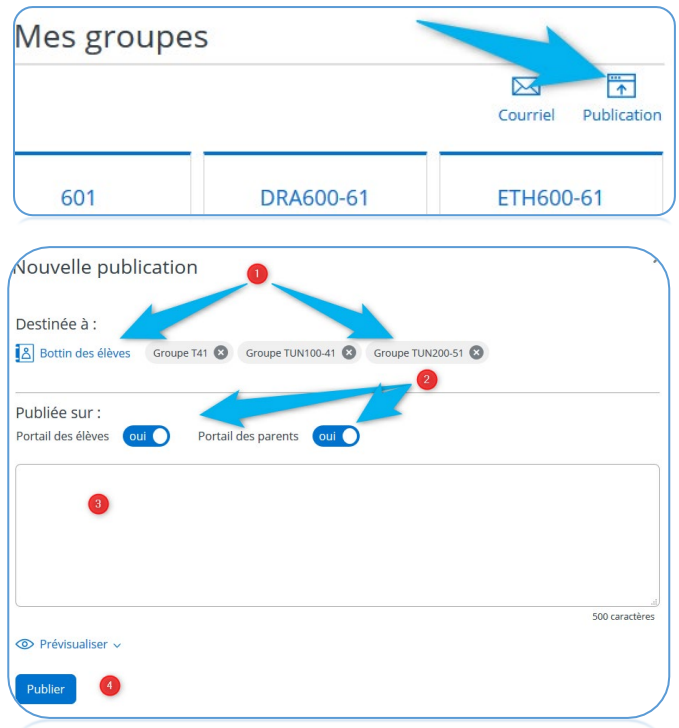 Mes groupes
Courriel Publication
601 DRA600-61 ETH600-61
Nouvelle publication
1
Destinée à :
Bottin des élèves Groupe T41 Groupe TUN100-41 Groupe TUN200-51
2
Publiée sur :
Portail des élèves oui Portail des parents oui
3
500 caractères
Prévisualiser
Publier 4